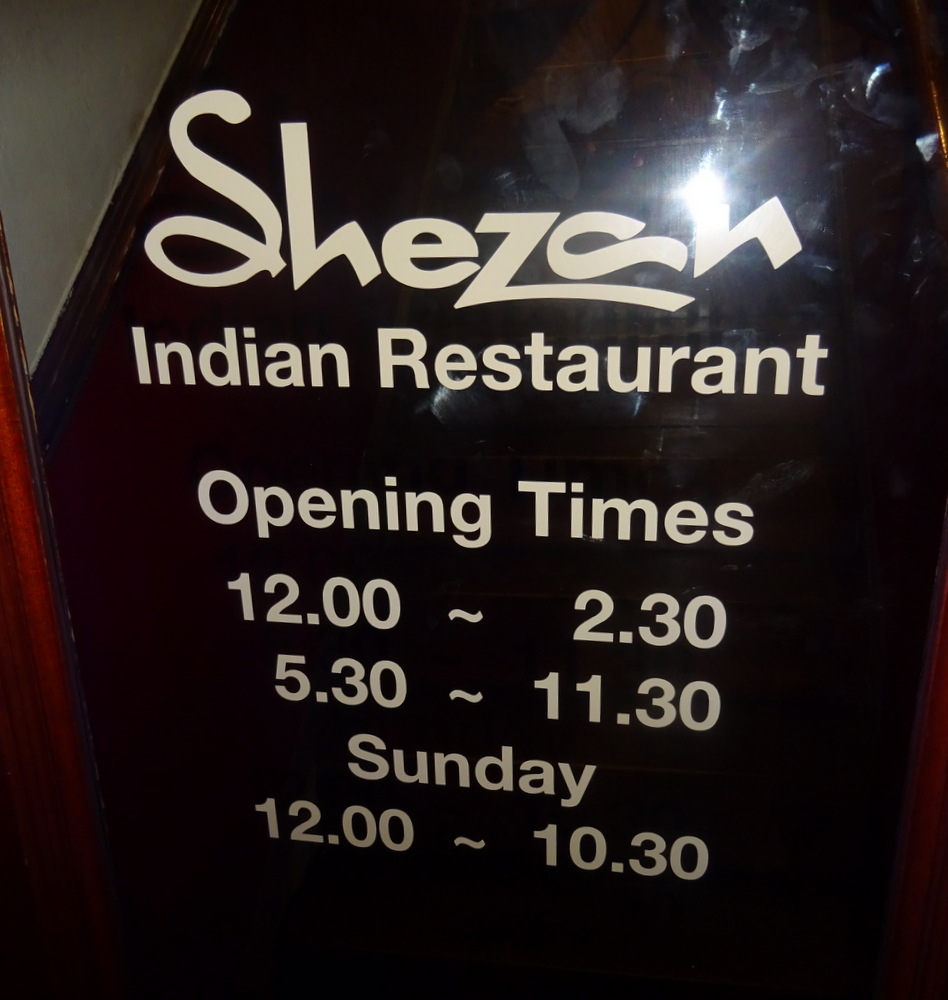 Shezan
Indian Restaurant
Opening Times
12.00 ~ 2.30
5.30 ~ 11.30
Sunday
12.00 ~ 10.30